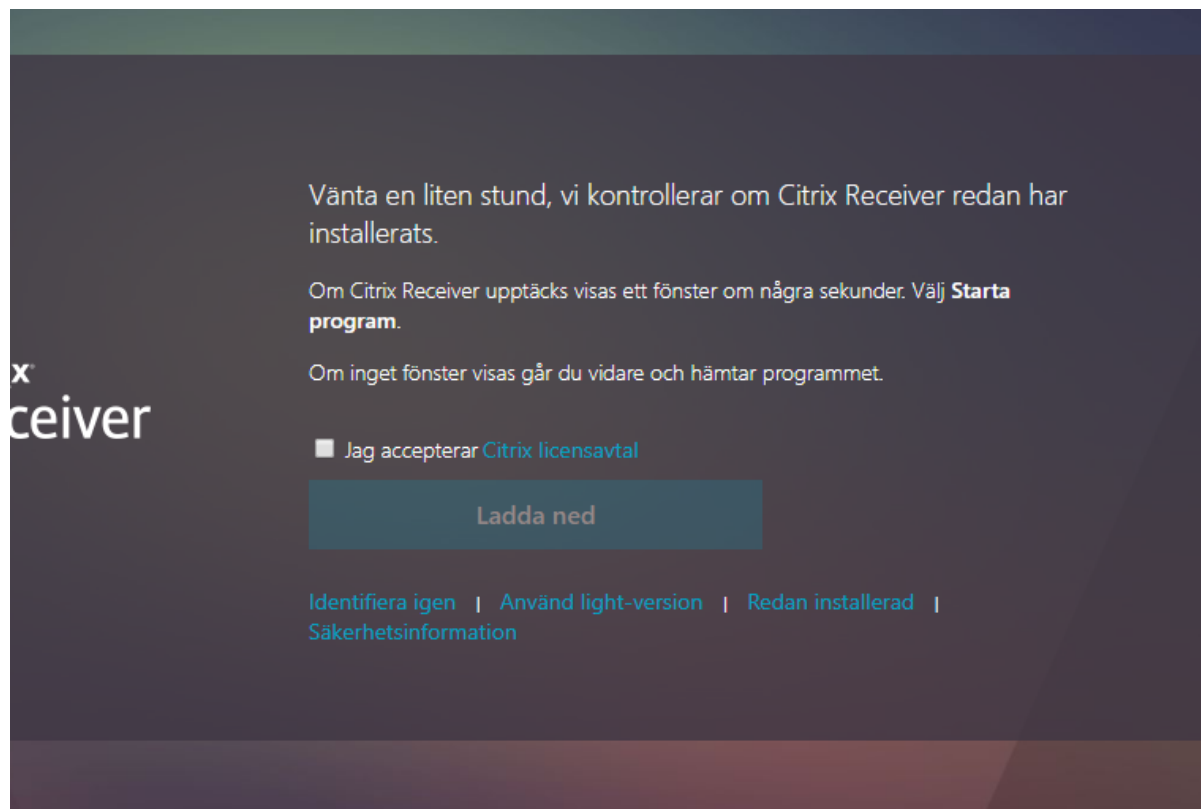 Vänta en liten stund, vi kontrollerar om Citrix Receiver redan har
installerats.
Om Citrix Receiver upptäcks visas ett fönster om några sekunder. Välj Starta
program.
x
ceiver
Om inget fönster visas går du vidare och hämtar programmet.
Jag accepterar Citrix licensavtal
Ladda ned
Identifiera igen | Använd light-version | Redan installerad |
Säkerhetsinformation